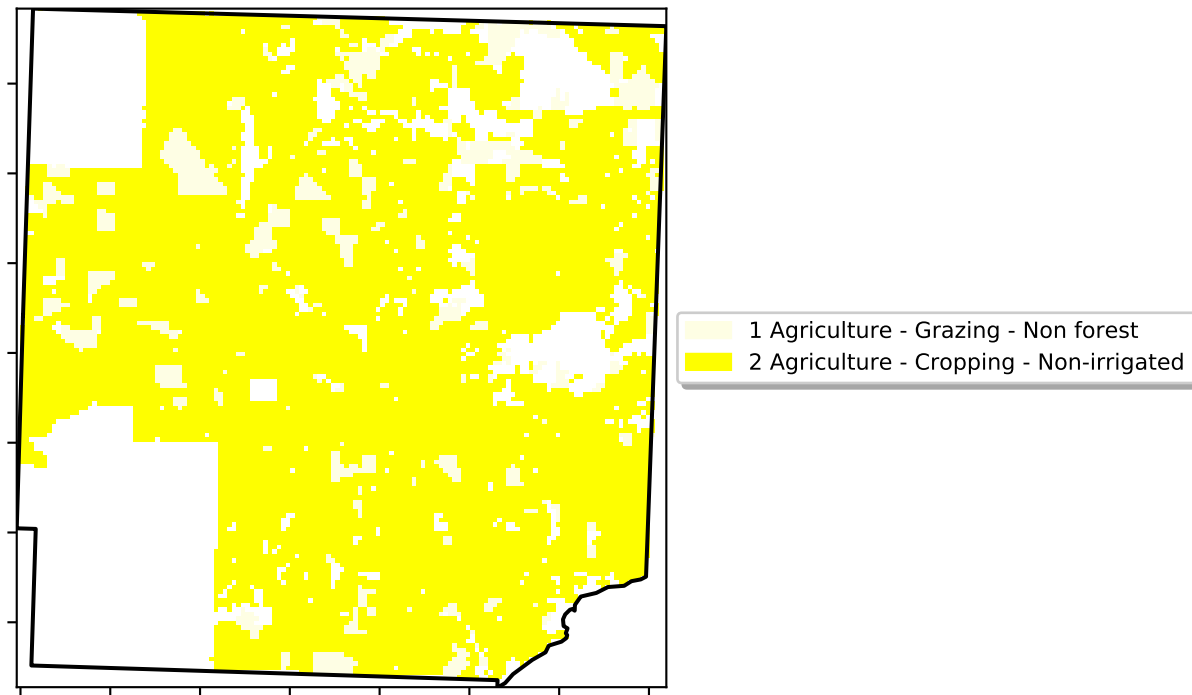 1 Agriculture - Grazing - Non forest
2 Agriculture - Cropping - Non-irrigated